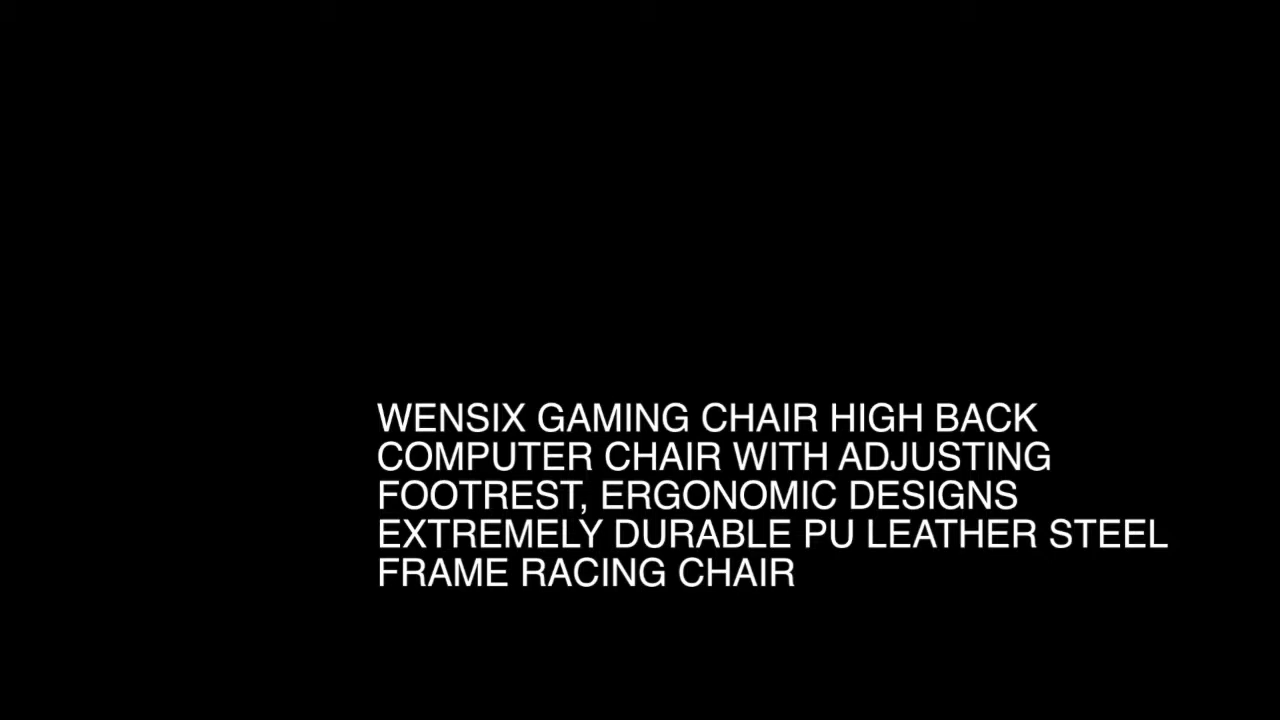 WENSIX GAMING CHAIR HIGH BACK
COMPUTER CHAIR WITH ADJUSTING
FOOTREST, ERGONOMIC DESIGNS
EXTREMELY DURABLE PU LEATHER STEEL
FRAME RACING CHAIR